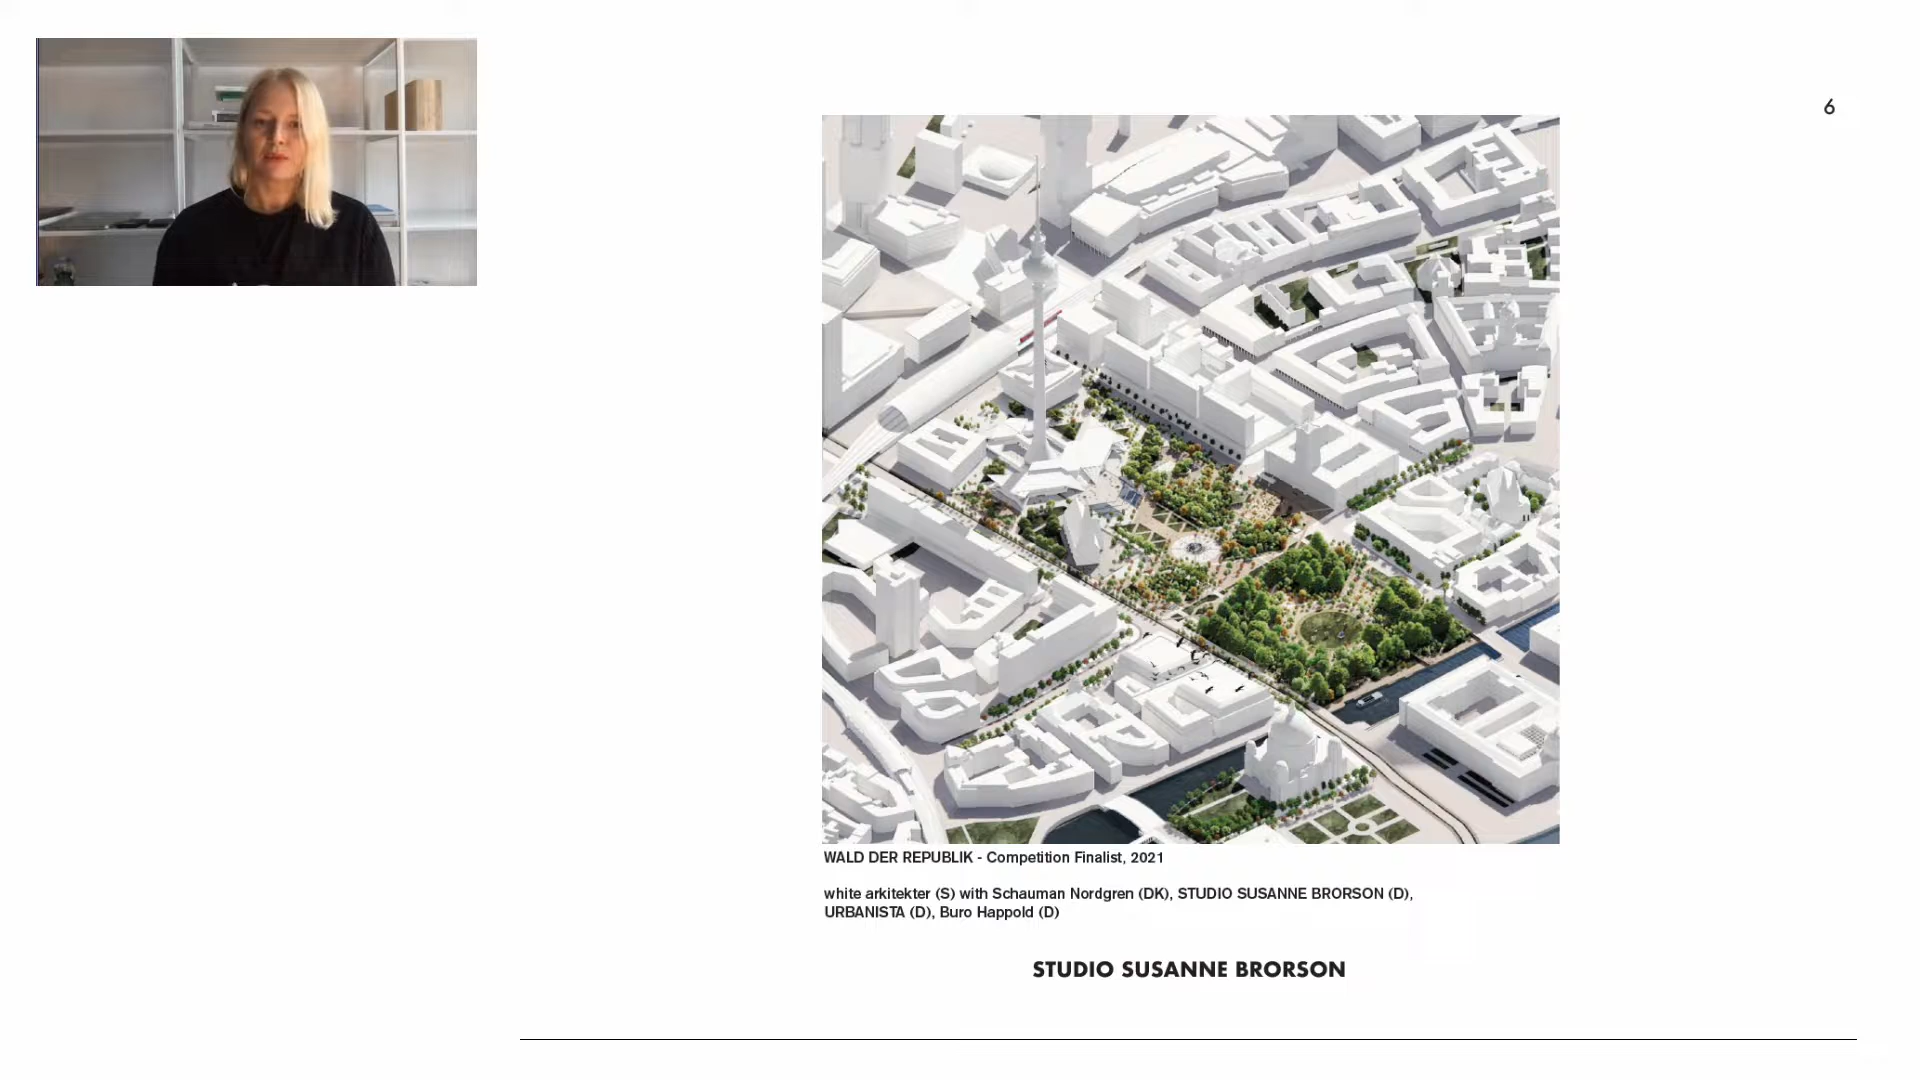 6
WALD DER REPUBLIK - Competition Finalist, 2021
white arkitekter (S) with Schauman Nordgren (DK), STUDIO SUSANNE BRORSON (D),
URBANISTA (D), Buro Happold (D)
STUDIO SUSANNE BRORSON